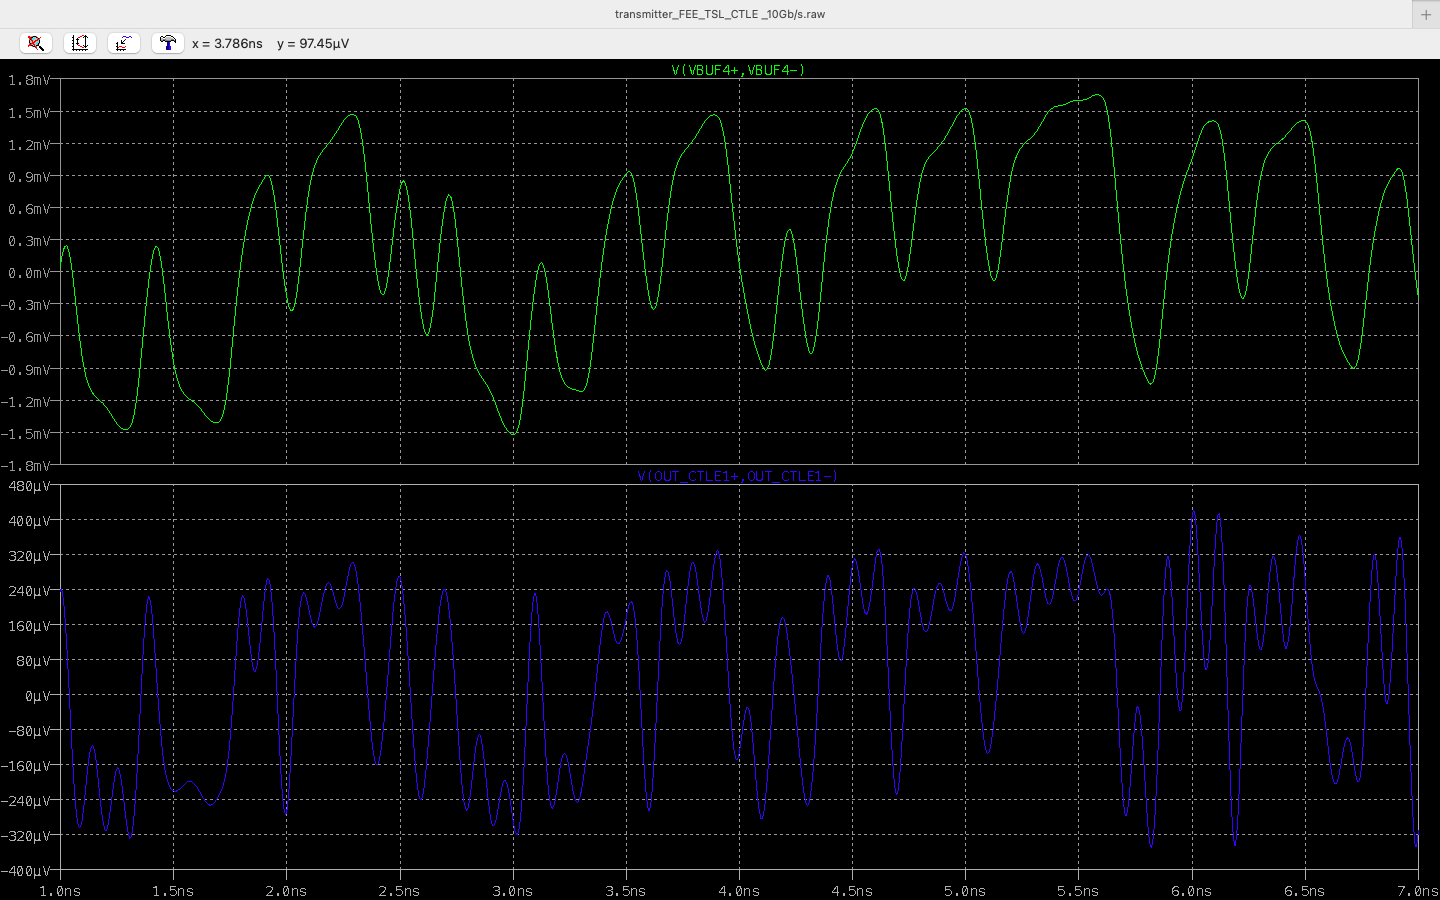 transmitter_FEE_TSL_CTLE _10Gb/s.raw
x = 3.786ns y = 97.45µV
V(VBUF4+,VBUF4-)
1.8mV
1.5mV
1.2mV
0.9mV
0.6mV
0.3mV
0.0mV
-0.3mV
-0.6mV
-0.9mV
-1.2mV
-1.5mV
-1.8mV
V(OUT_CTLE1+,OUT_CTLE1-)
480µV
400µV
320µV
240µV
160µV
80µV
0µV
-80µV
-160µV
-240µV
-320µV
-400µV
1.0ns 1.5ns 2.0ns 2.5ns 3.0ns 3.5ns 4.0ns 4.5ns 5.0ns 5.5ns 6.0ns 6.5ns 7.0ns